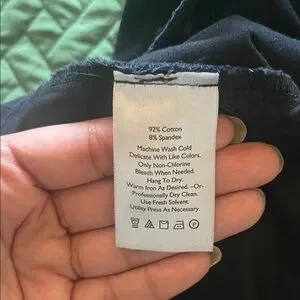 92% Cotton
8% Spandex
Machine Wash Cold
Delicate With Like Colors.
Only Non-Chlorine
Bleach When Needed.
Hang To Dry.
Warm Iron As Desired. -Or-
Professionally Dry Clean.
Use Fresh Solvent.
Utility Press As Necessary.